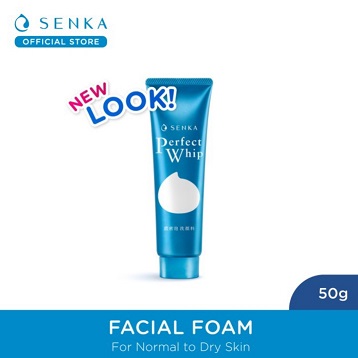 SENKA
OFFICIAL STORE
NEW
LOOK!
SENKA
Perfect
Whip
50g
FACIAL FOAM
For Normal to Dry Skin